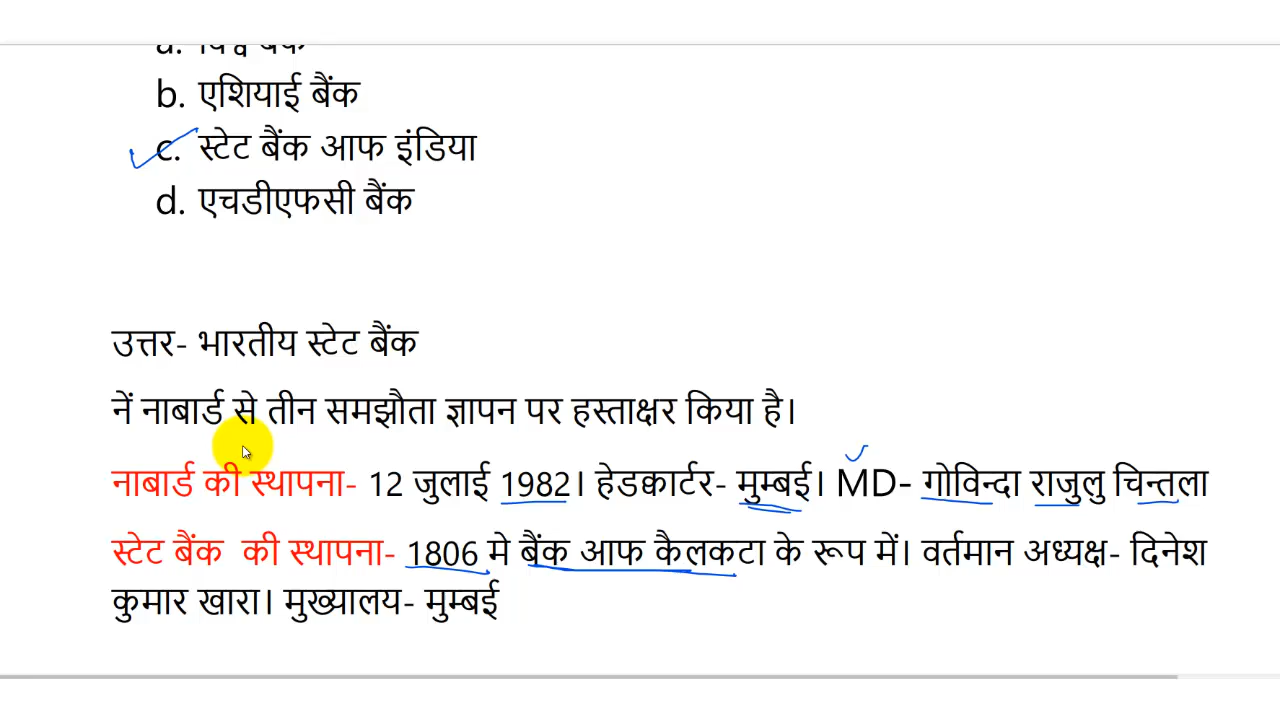 b. एशियाई बैंक
c. स्टेट बैंक आफ इंडिया
d. एचडीएफसी बैंक
उत्तर- भारतीय स्टेट बैंक
नें नाबार्ड से तीन समझौता ज्ञापन पर हस्ताक्षर किया है।
नाबार्ड की स्थापना- 12 जुलाई 1982। हेडक्वार्टर- मुम्बई। MD- गोविन्दा राजुलु चिन्तला
स्टेट बैंक की स्थापना- 1806 मे बैंक आफ कैलकटा के रूप में। वर्तमान अध्यक्ष- दिनेश
कुमार खारा। मुख्यालय- मुम्बई